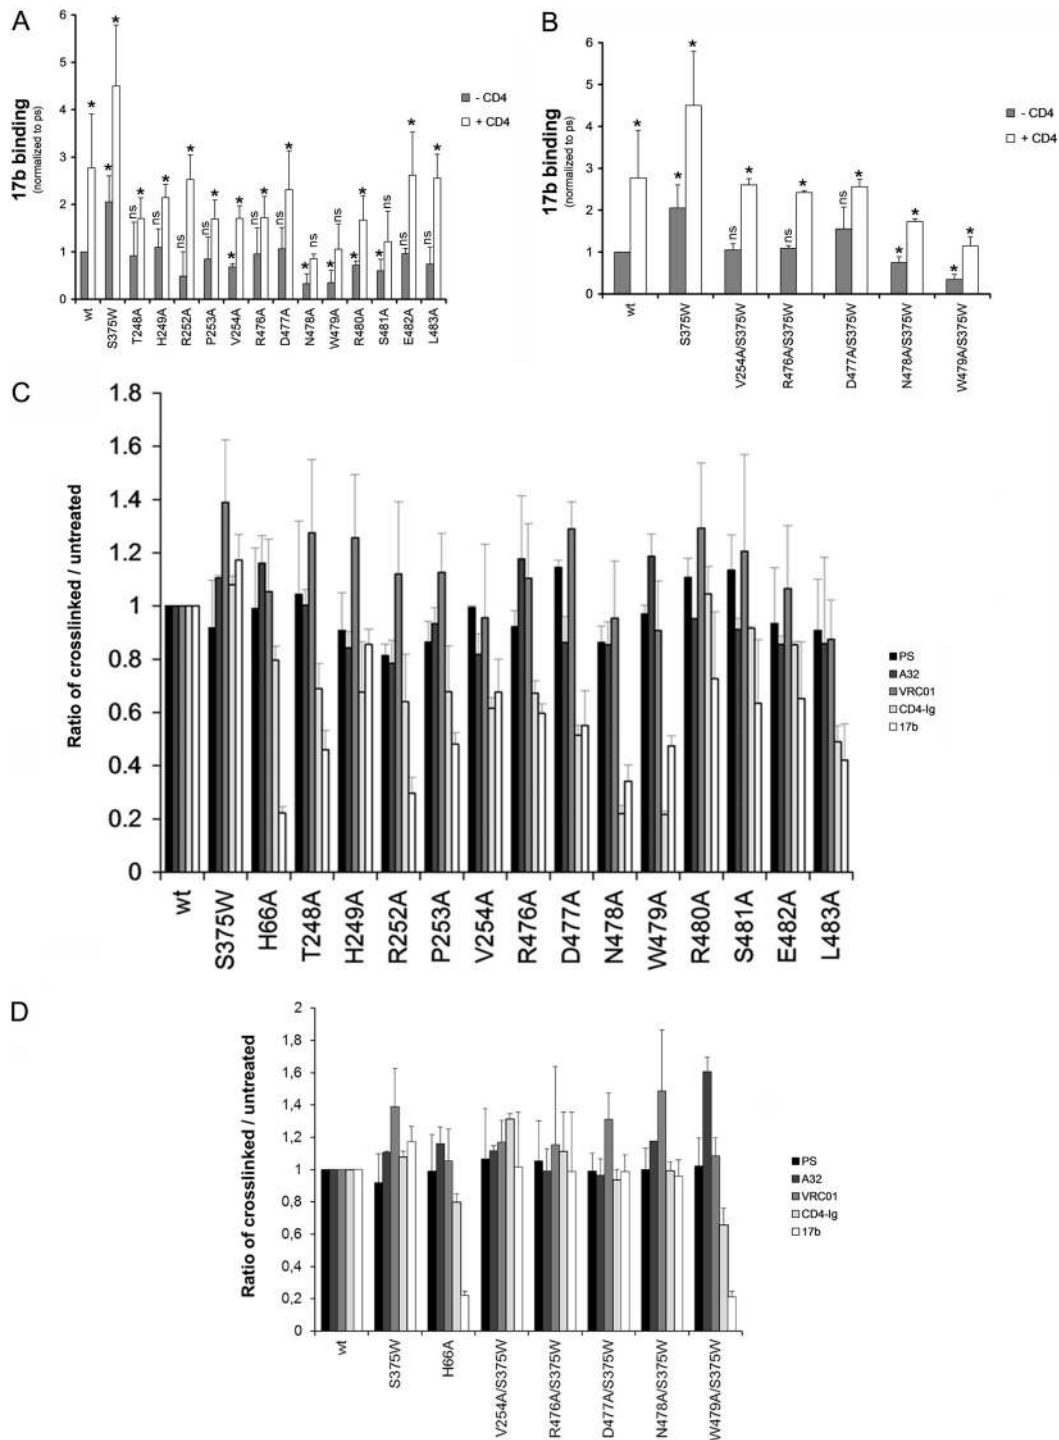 A
17b binding
(normalized to ps)
6
5
4
3
2
1
0
*
*
*
*
ns
*
ns
*
ns
*
ns
*
*
*
ns
*
ns
*
*
ns
*
ns
*
*
*
ns
ns
*
ns
*
- CD4
+ CD4
wt
S375W
T248A
H249A
R252A
P253A
V254A
R476A
D477A
N478A
W479A
R480A
S481A
E482A
L483A
B
17b binding
(normalized to ps)
6
5
4
3
2
1
0
*
*
*
ns
*
ns
*
ns
*
*
*
*
*
- CD4
+ CD4
wt
S375W
V254A/S375W
R476A/S375W
D477A/S375W
N478A/S375W
W479A/S375W
C
Ratio of crosslinked / untreated
1.8
1.6
1.4
1.2
1
0.8
0.6
0.4
0.2
0
PS
A32
VRC01
CD4-Ig
17b
wt
S375W
H66A
T248A
H249A
R252A
P253A
V254A
R476A
D477A
N478A
W479A
R480A
S481A
E482A
L483A
D
Ratio of crosslinked / untreated
2
1,8
1,6
1,4
1,2
1
0,8
0,6
0,4
0,2
0
PS
A32
VRC01
CD4-Ig
17b
wt
S375W
H66A
V254A/S375W
R476A/S375W
D477A/S375W
N478A/S375W
W479A/S375W